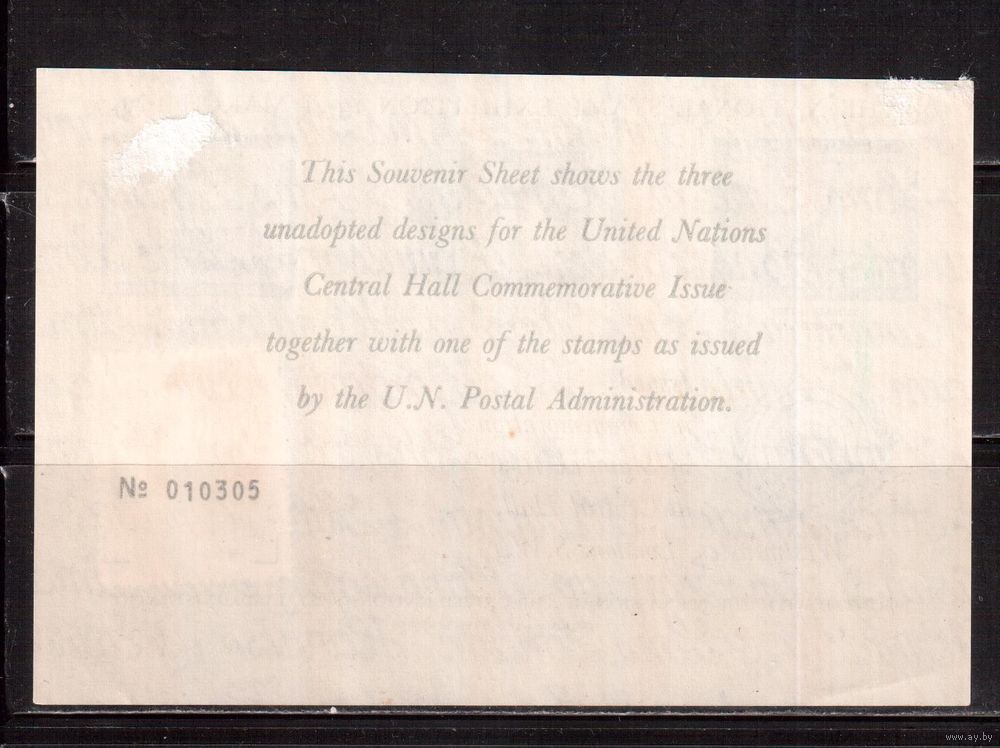 This Souvenir Sheet shows the three
unadopted designs for the United Nations
Central Hall Commemorative Issue
together with one of the stamps as issued
by the U.N. Postal Administration.
№ 010305
www.ay.by